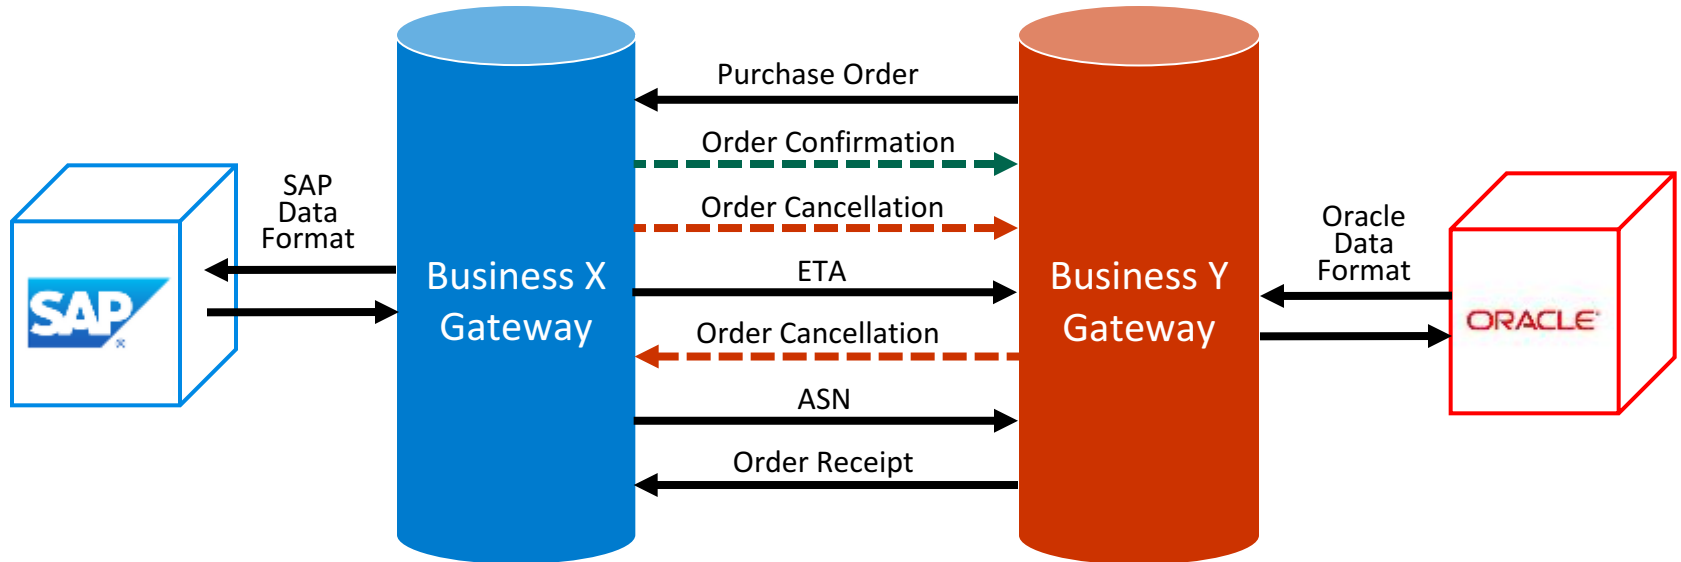 Purchase Order
Order Confirmation
Order Cancellation
ETA
Order Cancellation
ASN
Order Receipt
SAP
Data
Format
SAP
®
Business X
Gateway
Business Y
Gateway
Oracle
Data
Format
ORACLE